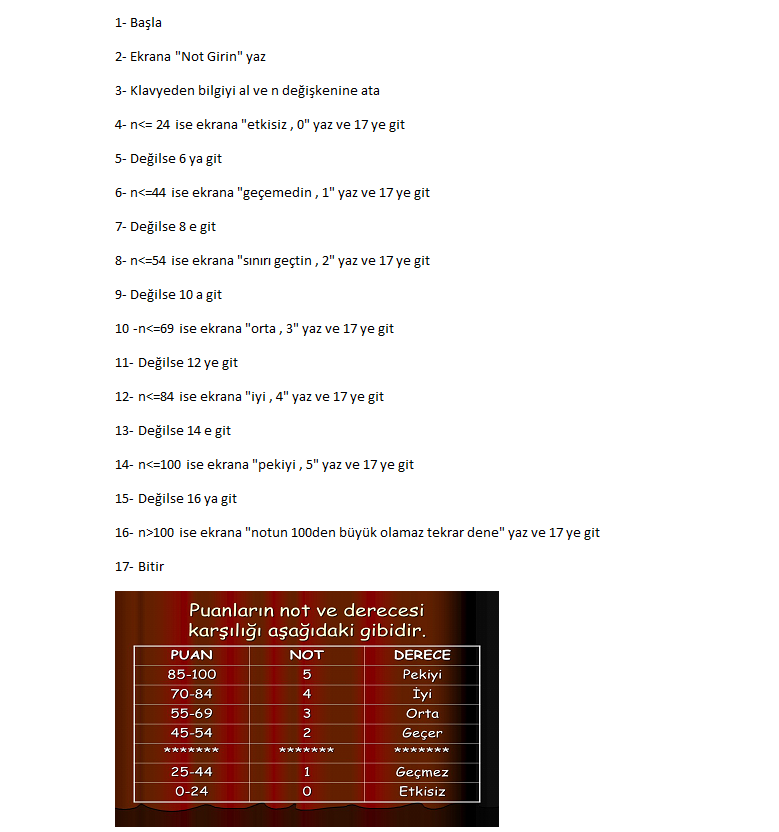 1- Başla
2- Ekrana "Not Girin" yaz
3- Klavyeden bilgiyi al ve n değişkenine ata
4- n<= 24 ise ekrana "etkisiz , 0" yaz ve 17 ye git
5- Değilse 6 ya git
6- n<=44 ise ekrana "geçemedin , 1" yaz ve 17 ye git
7- Değilse 8 e git
8- n<=54 ise ekrana "sınırı geçtin , 2" yaz ve 17 ye git
9- Değilse 10 a git
10 -n<=69 ise ekrana "orta , 3" yaz ve 17 ye git
11- Değilse 12 ye git
12- n<=84 ise ekrana "iyi , 4" yaz ve 17 ye git
13- Değilse 14 e git
14- n<=100 ise ekrana "pekiyi , 5" yaz ve 17 ye git
15- Değilse 16 ya git
16- n>100 ise ekrana "notun 100den büyük olamaz tekrar dene" yaz ve 17 ye git
17- Bitir
Puanların not ve derecesi
karşılığı aşağıdaki gibidir.
PUAN NOT DERECE
85-100 5 Pekiyi
70-84 4 İyi
55-69 3 Orta
45-54 2 Geçer
******* ******* *******
25-44 1 Geçmez
0-24 0 Etkisiz